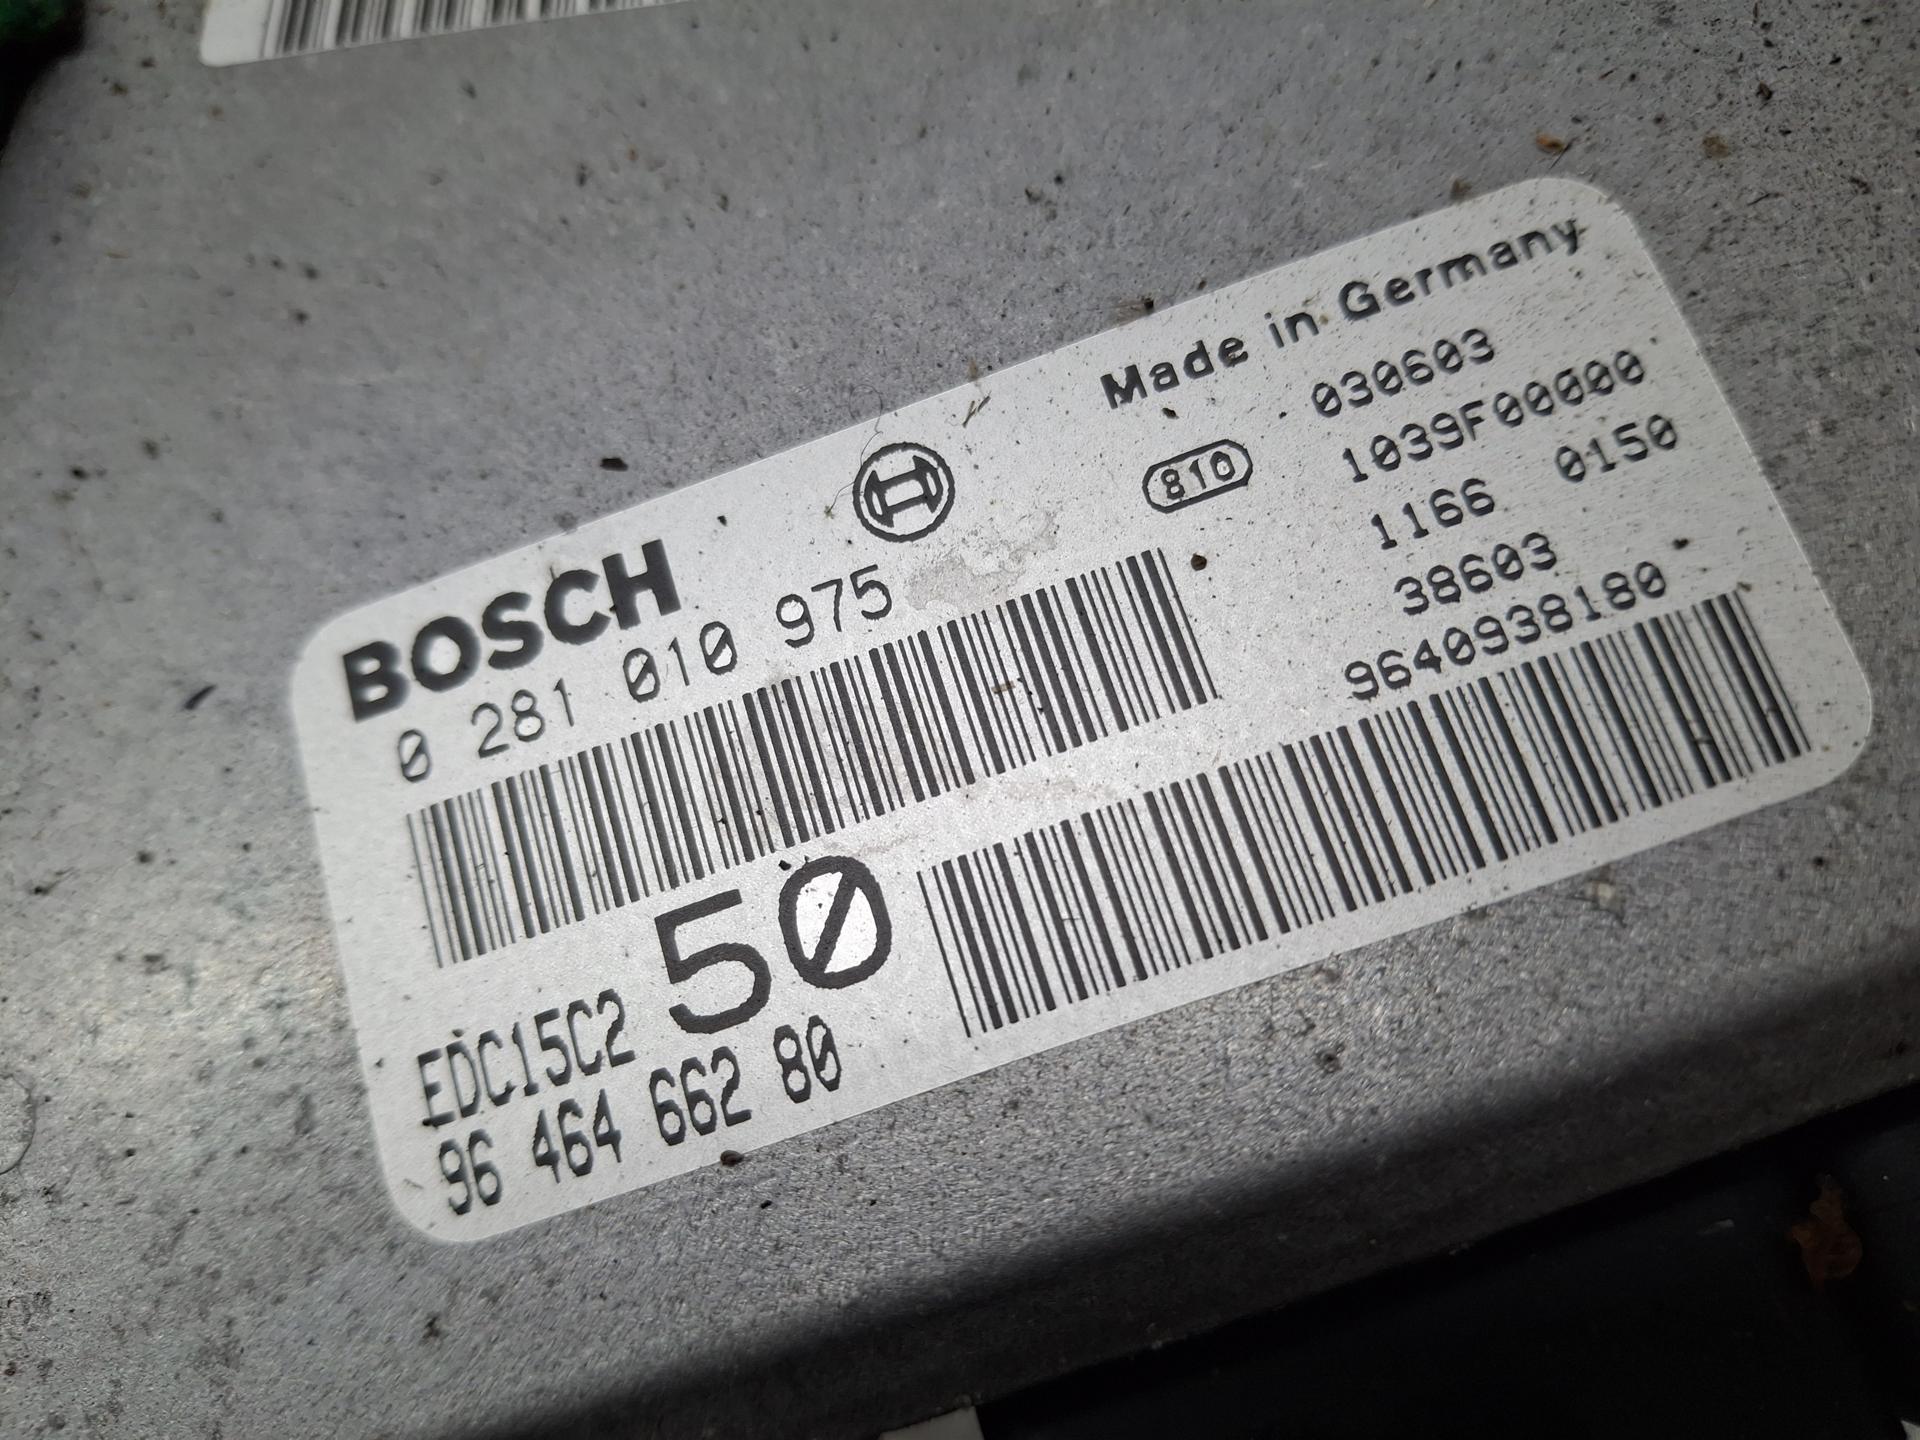 BOSCH
0 281 010 975
Made in Germany
810
030603
1039F00000
1166 0150
38603
9640938180
EDC15C2
50
96 464 662 80